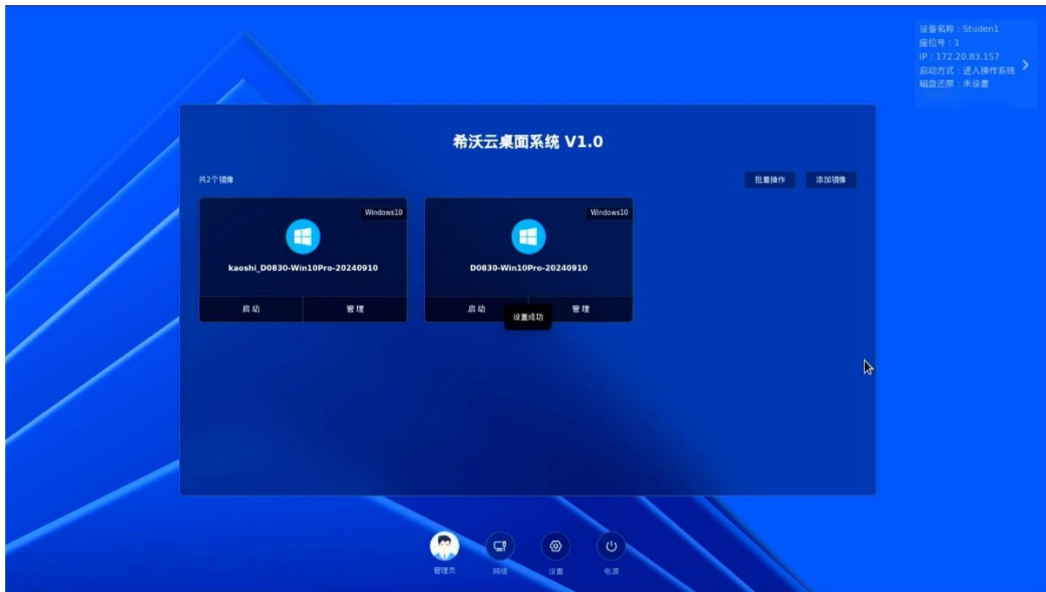 设备名称：Studen1
座位号：1
IP：172.20.83.157
启动方式：进入操作系统
磁盘还原：未设置
希沃云桌面系统 V1.0
共2个镜像
批量操作
添加镜像
Windows10
kaoshi_D0830-Win10Pro-20240910
启动
管理
Windows10
D0830-Win10Pro-20240910
启动
管理
设置成功
管理员
网络
设置
电源